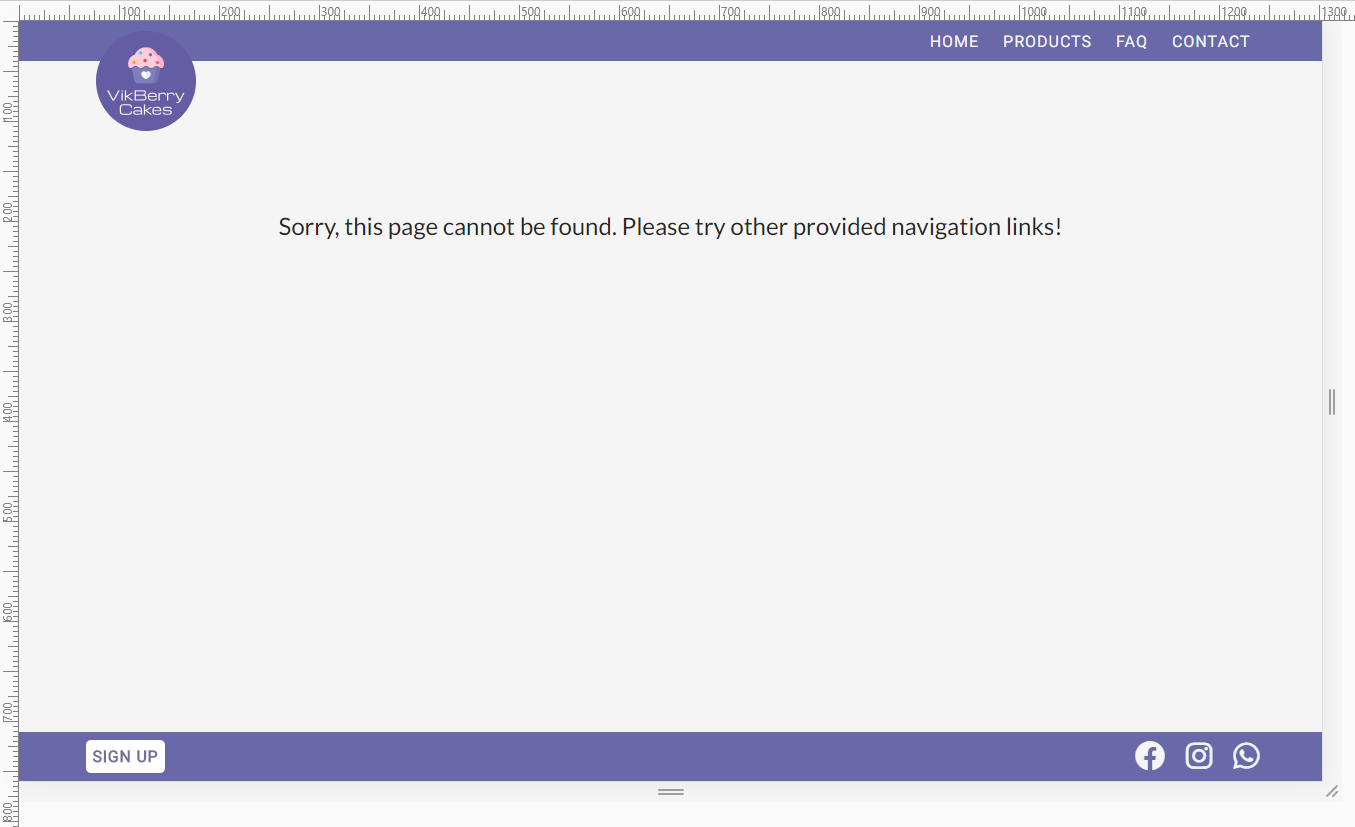 100 200 300 400 500 600 700 800 900 1000 1100 1200 1300
HOME PRODUCTS FAQ CONTACT
VikBerry
Cakes
100
200
Sorry, this page cannot be found. Please try other provided navigation links!
300
400
500
600
700
SIGN UP
800